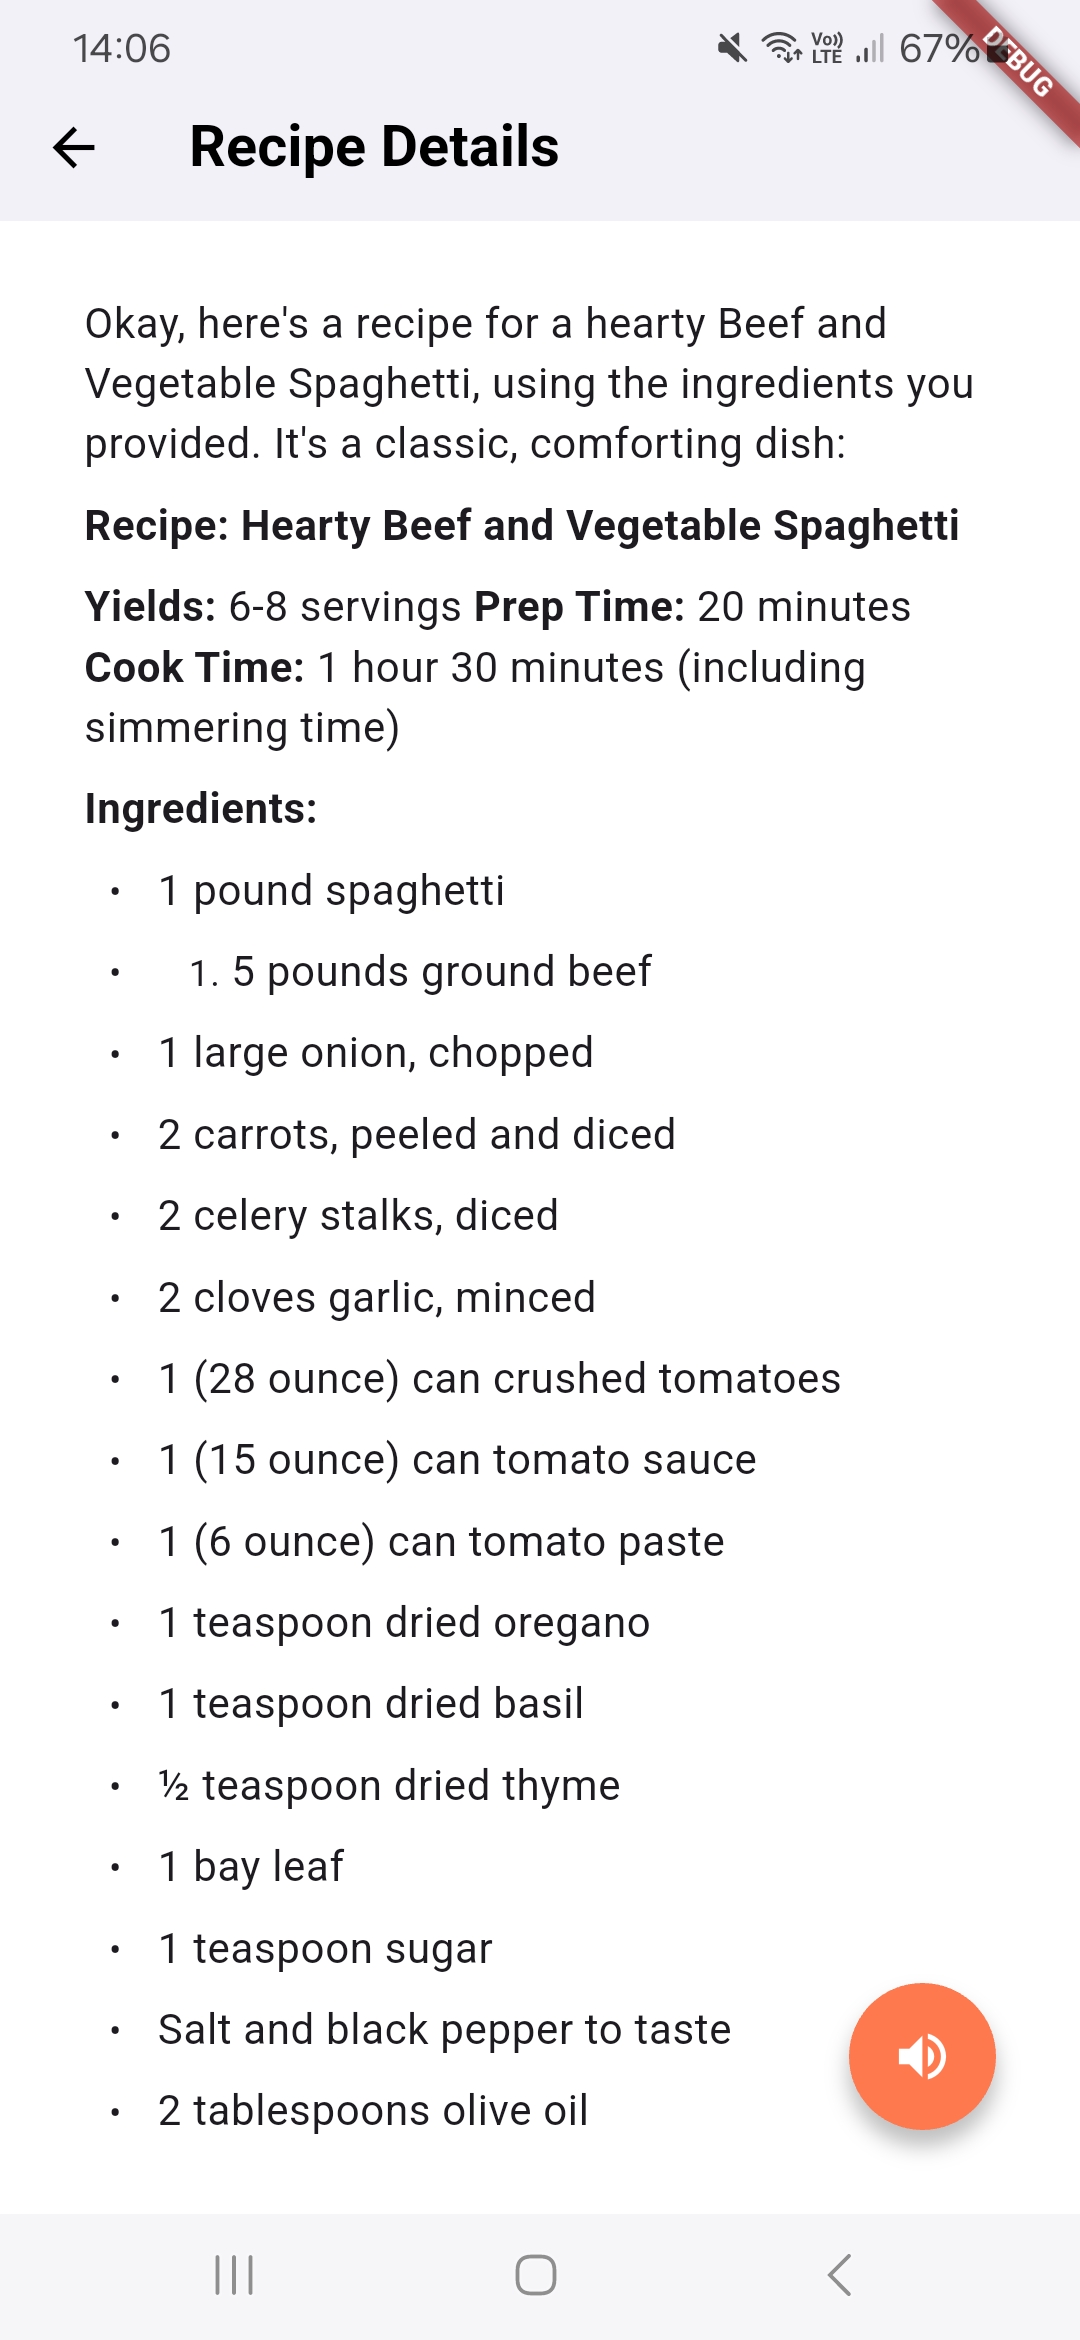 14:06
Vo)) LTE 67%
DEBUG
Recipe Details
Okay, here's a recipe for a hearty Beef and
Vegetable Spaghetti, using the ingredients you
provided. It's a classic, comforting dish:
Recipe: Hearty Beef and Vegetable Spaghetti
Yields: 6-8 servings Prep Time: 20 minutes
Cook Time: 1 hour 30 minutes (including
simmering time)
Ingredients:
• 1 pound spaghetti
• 1. 5 pounds ground beef
• 1 large onion, chopped
• 2 carrots, peeled and diced
• 2 celery stalks, diced
• 2 cloves garlic, minced
• 1 (28 ounce) can crushed tomatoes
• 1 (15 ounce) can tomato sauce
• 1 (6 ounce) can tomato paste
• 1 teaspoon dried oregano
• 1 teaspoon dried basil
• ½ teaspoon dried thyme
• 1 bay leaf
• 1 teaspoon sugar
• Salt and black pepper to taste
• 2 tablespoons olive oil